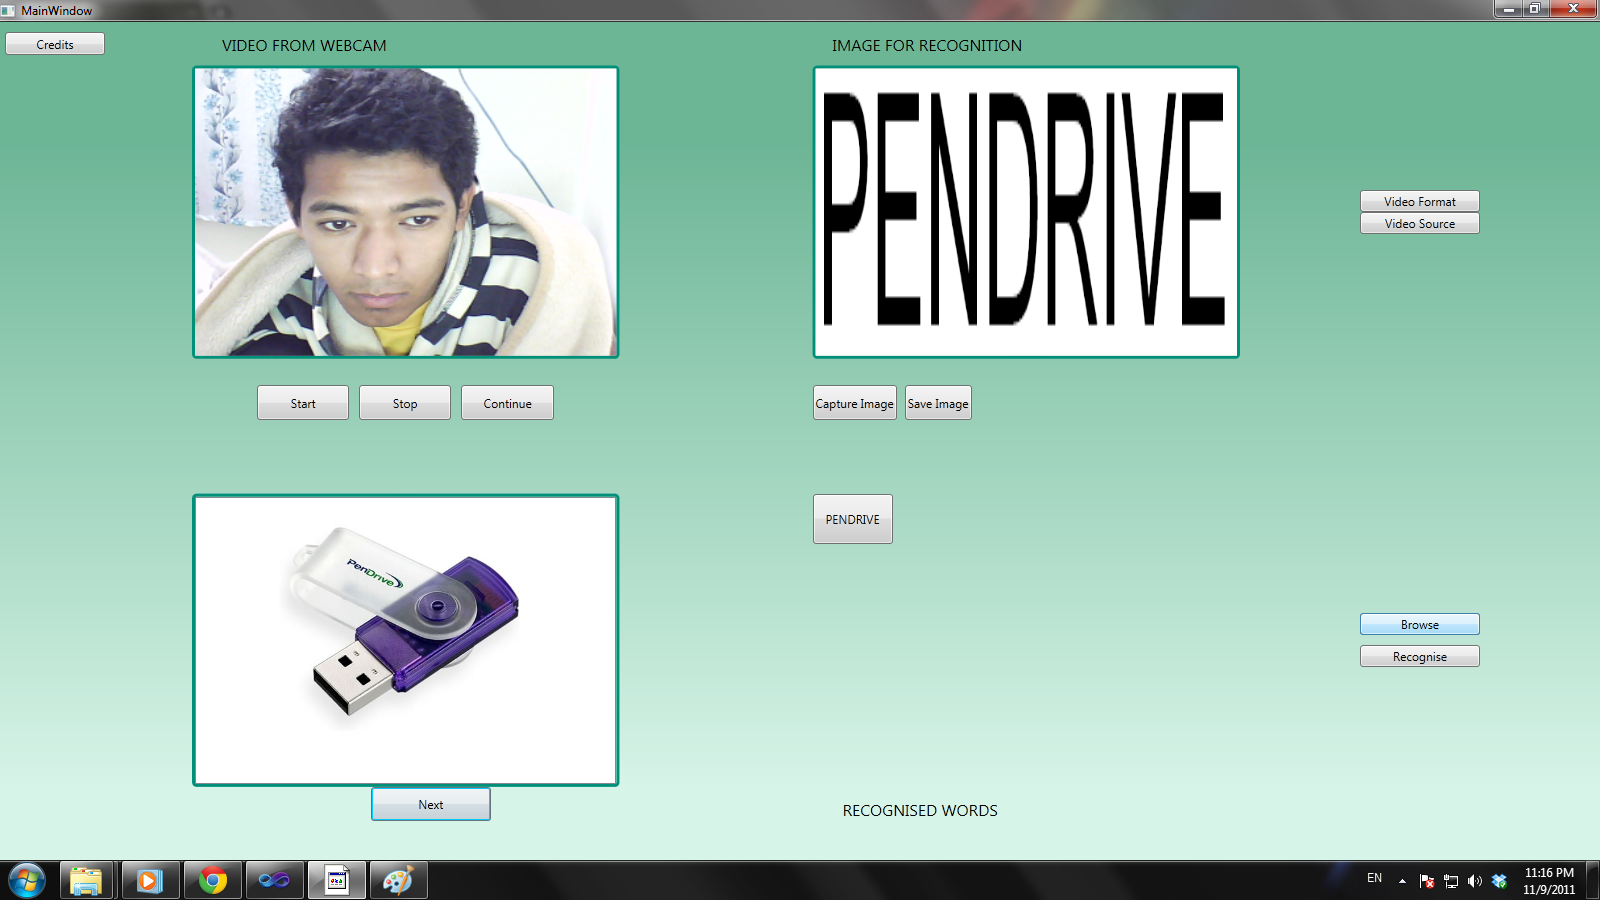 MainWindow
Credits
VIDEO FROM WEBCAM
IMAGE FOR RECOGNITION
PENDRIVE
Video Format
Video Source
Start
Stop
Continue
Capture Image
Save Image
PenDrive
PENDRIVE
Browse
Recognise
Next
RECOGNISED WORDS
EN
11:16 PM
11/9/2011